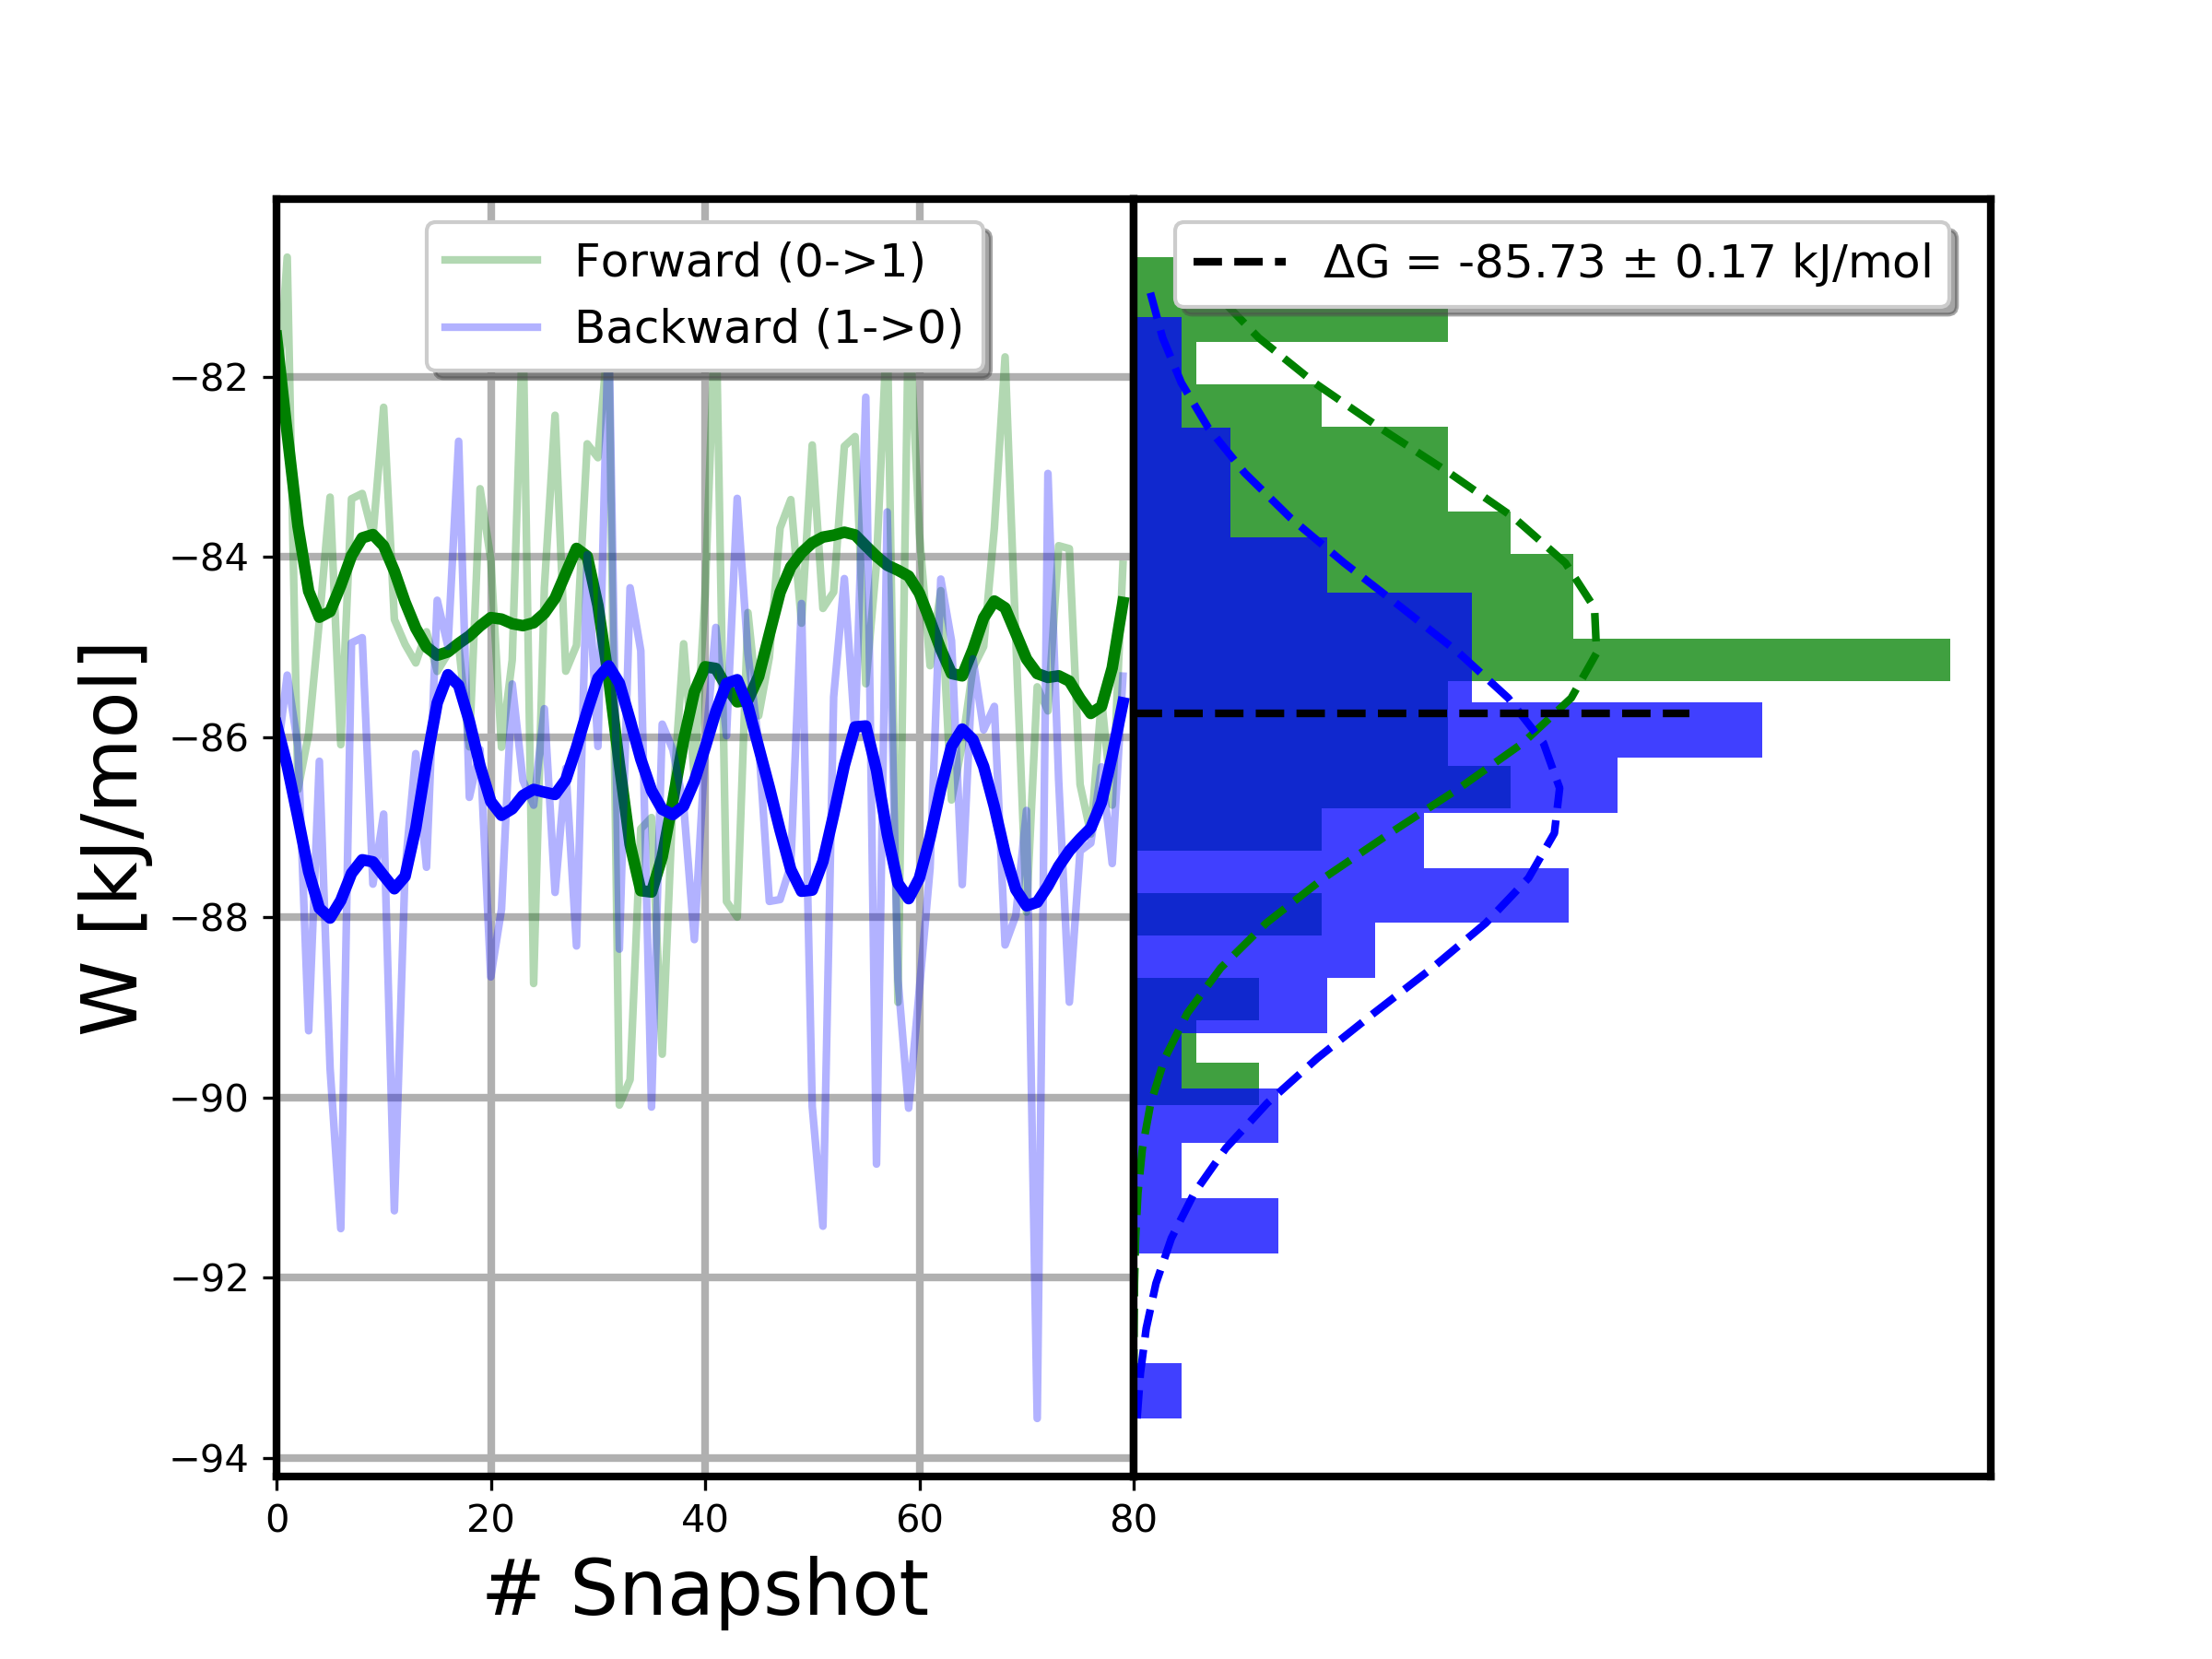 Forward (0->1)
Backward (1->0)
ΔG = -85.73 ± 0.17 kJ/mol
W [kJ/mol]
−82
−84
−86
−88
−90
−92
−94
0 20 40 60 80
# Snapshot